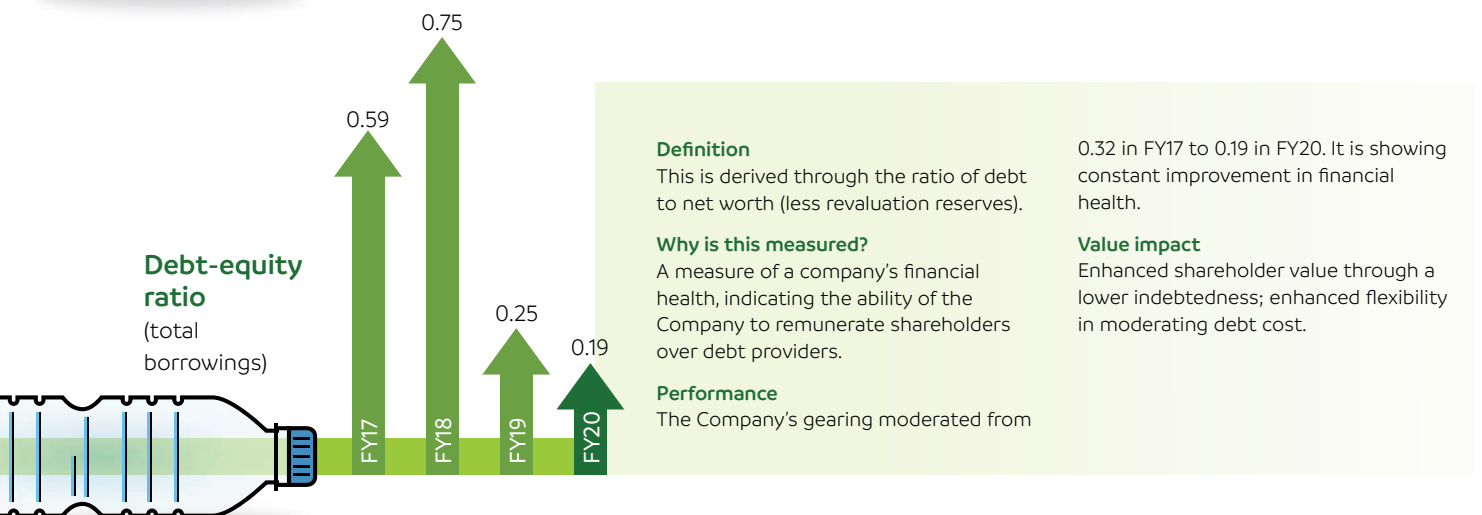 Debt-equity
ratio
(total
borrowings)
0.59
0.75
0.25
0.19
FY17
FY18
FY19
FY20
Definition
This is derived through the ratio of debt
to net worth (less revaluation reserves).
Why is this measured?
A measure of a company’s financial
health, indicating the ability of the
Company to remunerate shareholders
over debt providers.
Performance
The Company’s gearing moderated from
0.32 in FY17 to 0.19 in FY20. It is showing
constant improvement in financial
health.
Value impact
Enhanced shareholder value through a
lower indebtedness; enhanced flexibility
in moderating debt cost.